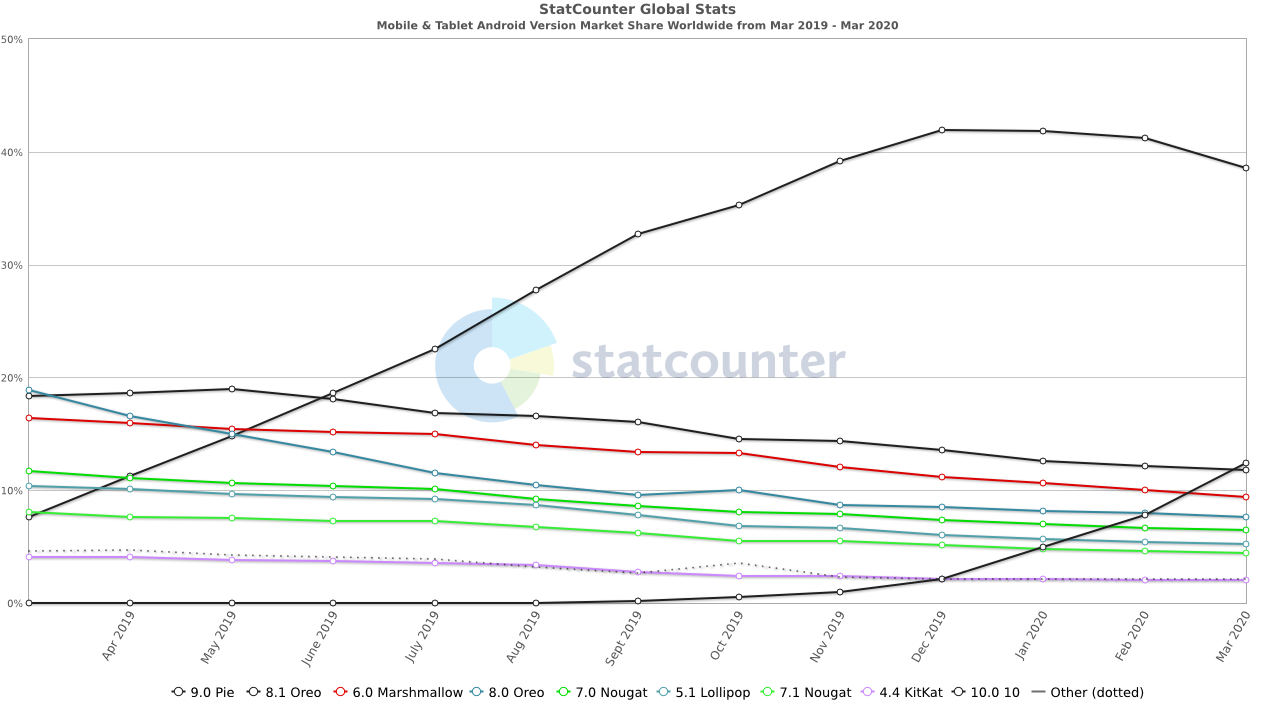 StatCounter Global Stats
Mobile & Tablet Android Version Market Share Worldwide from Mar 2019 - Mar 2020
50%
40%
30%
20%
10%
0%
statcounter
Apr 2019
May 2019
June 2019
July 2019
Aug 2019
Sept 2019
Oct 2019
Nov 2019
Dec 2019
Jan 2020
Feb 2020
Mar 2020
9.0 Pie 8.1 Oreo 6.0 Marshmallow 8.0 Oreo 7.0 Nougat 5.1 Lollipop 7.1 Nougat 4.4 KitKat 10.0 10 Other (dotted)